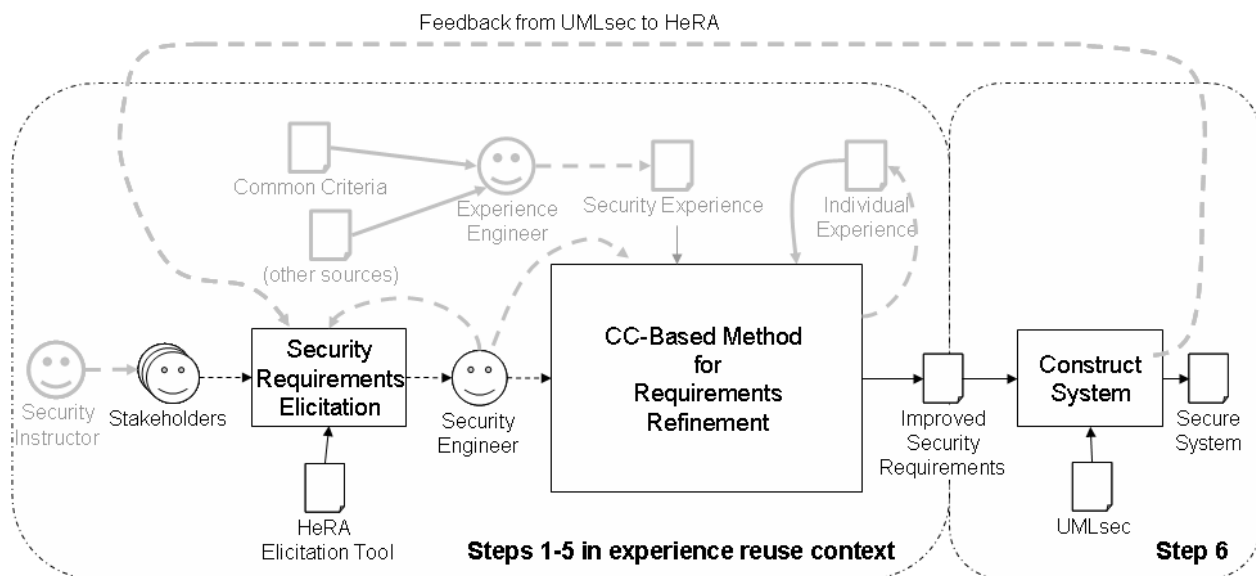 Feedback from UMLsec to HeRA
Common Criteria
(other sources)
Experience
Engineer
Security Experience
Individual
Experience
Security
Instructor
Stakeholders
Security
Requirements
Elicitation
HeRA
Elicitation Tool
Security
Engineer
CC-Based Method
for
Requirements
Refinement
Improved
Security
Requirements
Construct
System
UMLsec
Secure
System
Steps 1-5 in experience reuse context
Step 6